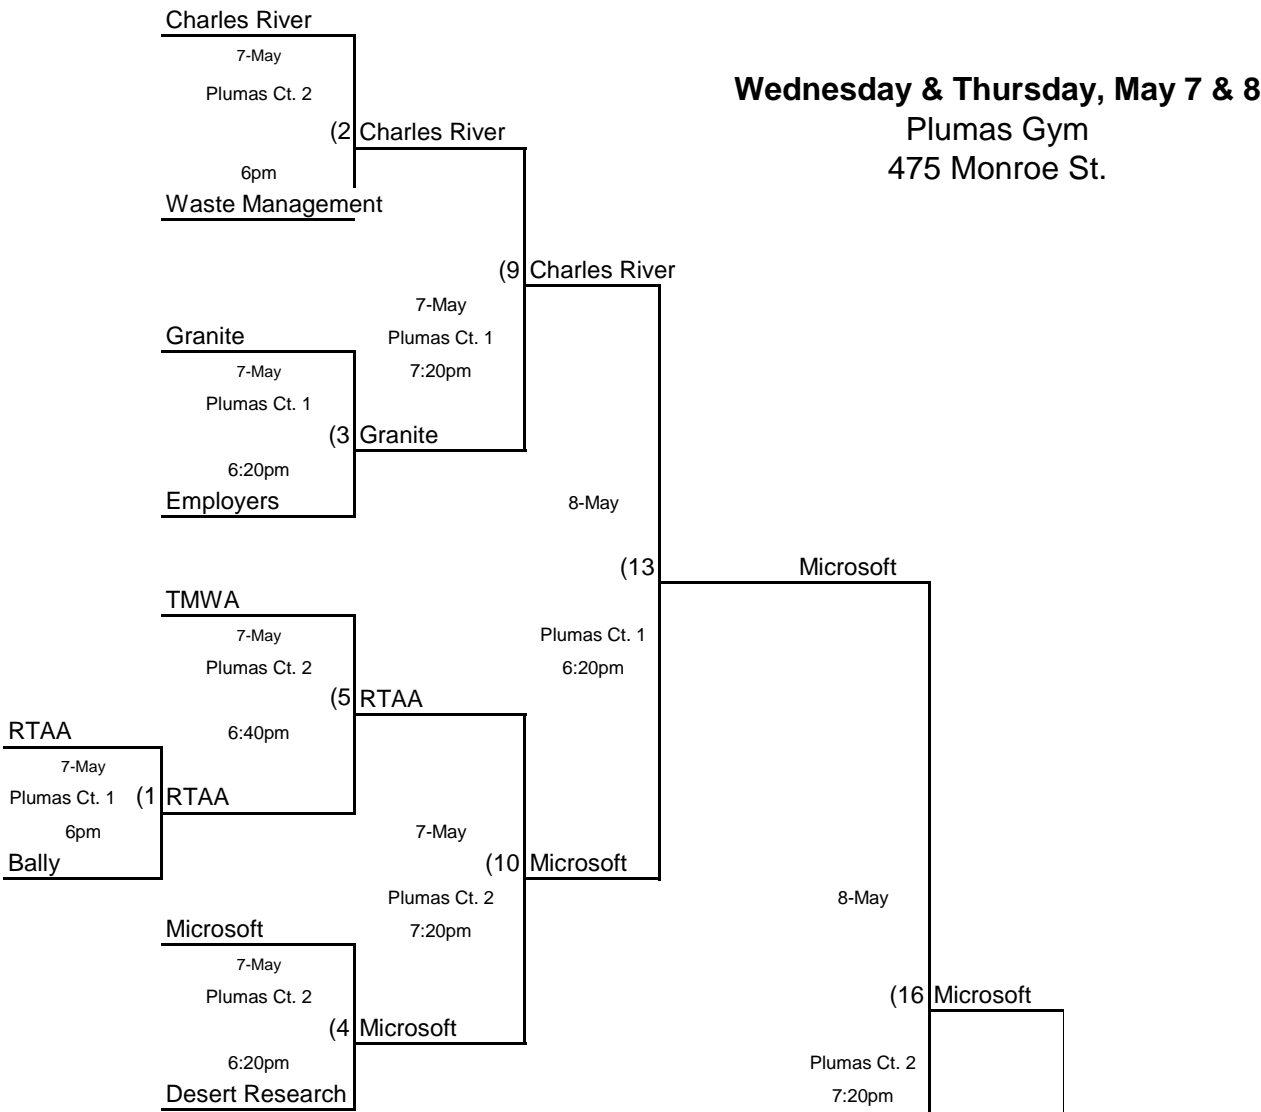 Charles River
7-May
Plumas Ct. 2
Wednesday & Thursday, May 7 & 8
Plumas Gym
475 Monroe St.
(2 Charles River
6pm
Waste Management
(9 Charles River
7-May
Plumas Ct. 1
7:20pm
Granite
7-May
Plumas Ct. 1
(3 Granite
6:20pm
Employers
8-May
(13 Microsoft
TMWA
7-May
Plumas Ct. 2
Plumas Ct. 1
6:20pm
(5 RTAA
6:40pm
RTAA
7-May
Plumas Ct. 1 (1 RTAA
6pm
Bally
7-May
(10 Microsoft
Plumas Ct. 2
7:20pm
8-May
Microsoft
7-May
Plumas Ct. 2
(4 Microsoft
6:20pm
Desert Research
(16 Microsoft
Plumas Ct. 2
7:20pm